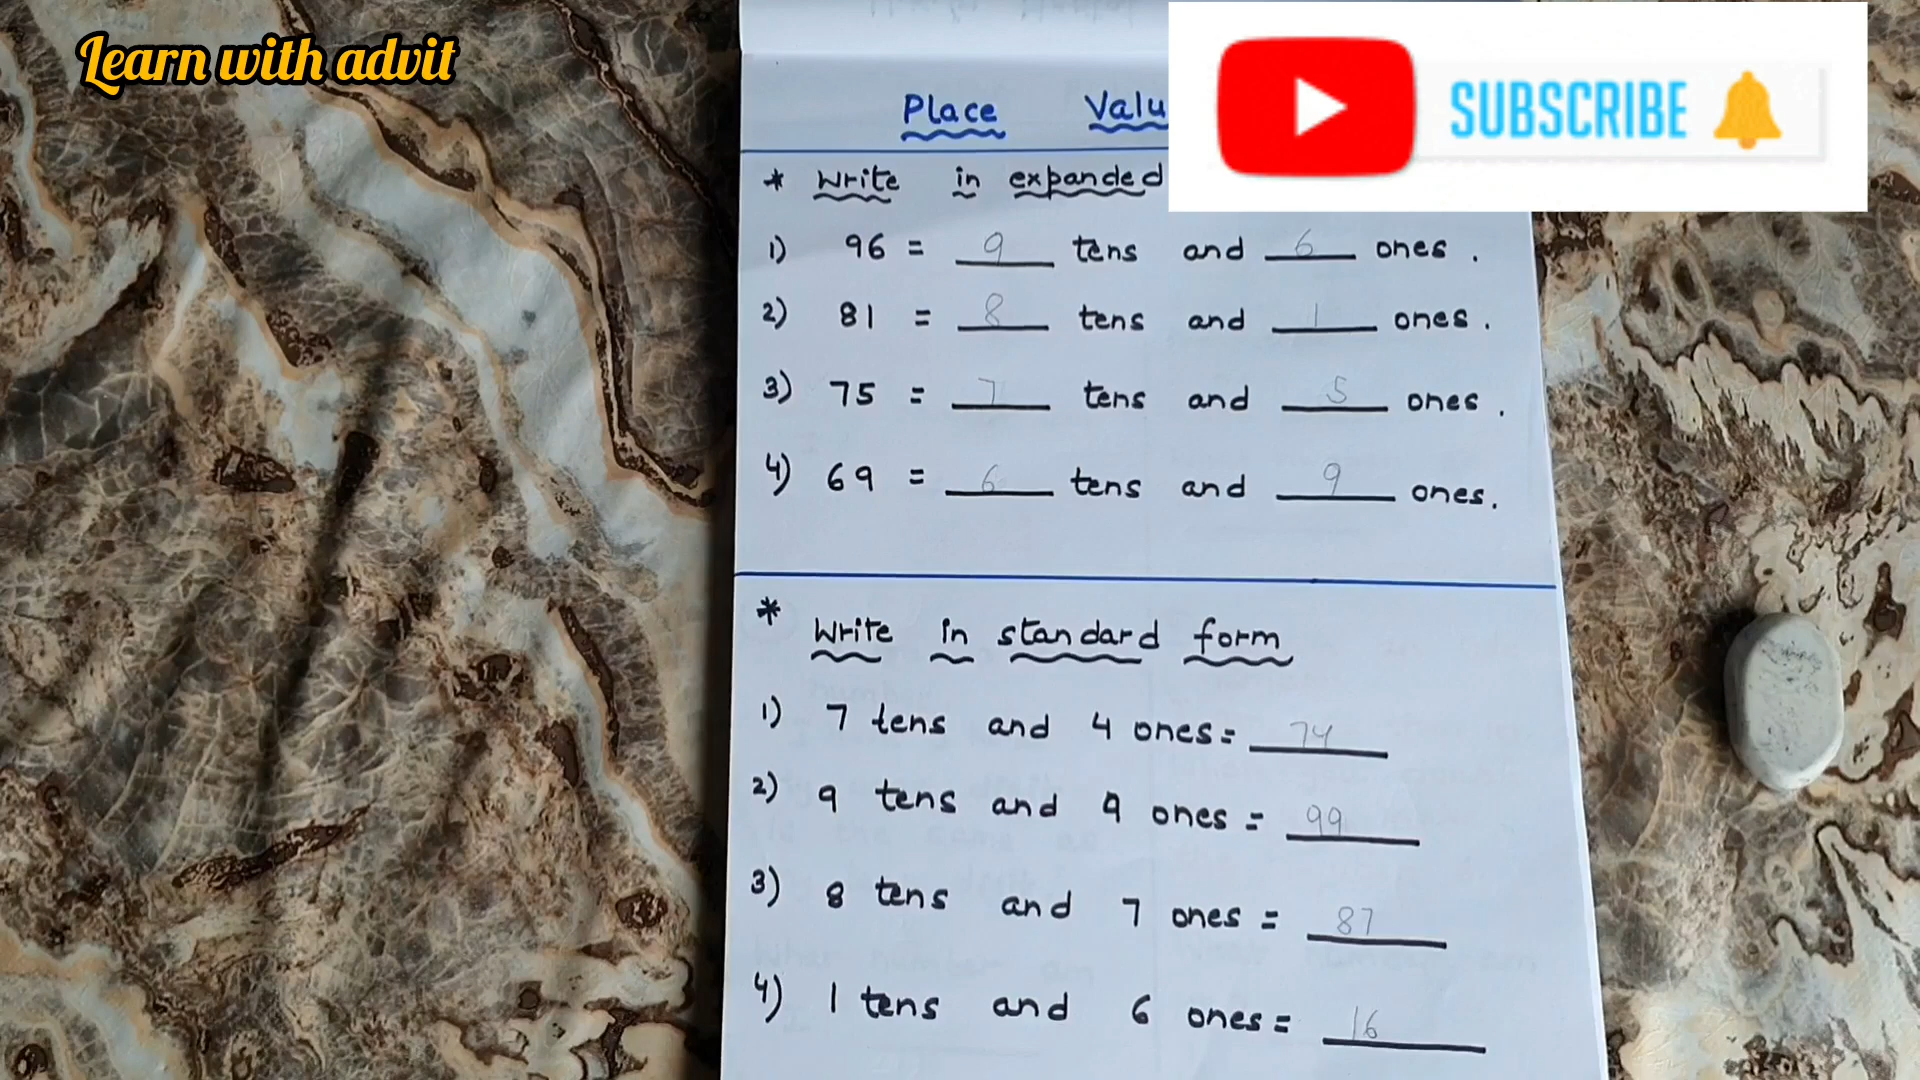 Learn with advit
SUBSCRIBE
Place Valu
* Write in expanded
1) 96 = 9 tens and 6 ones.
2) 81 = 8 tens and 1 ones.
3) 75 = 7 tens and 5 ones.
4) 69 = 6 tens and 9 ones.
* Write in standard form
1) 7 tens and 4 ones = 74
2) 9 tens and 9 ones = 99
3) 8 tens and 7 ones = 87
4) 1 tens and 6 ones = 16